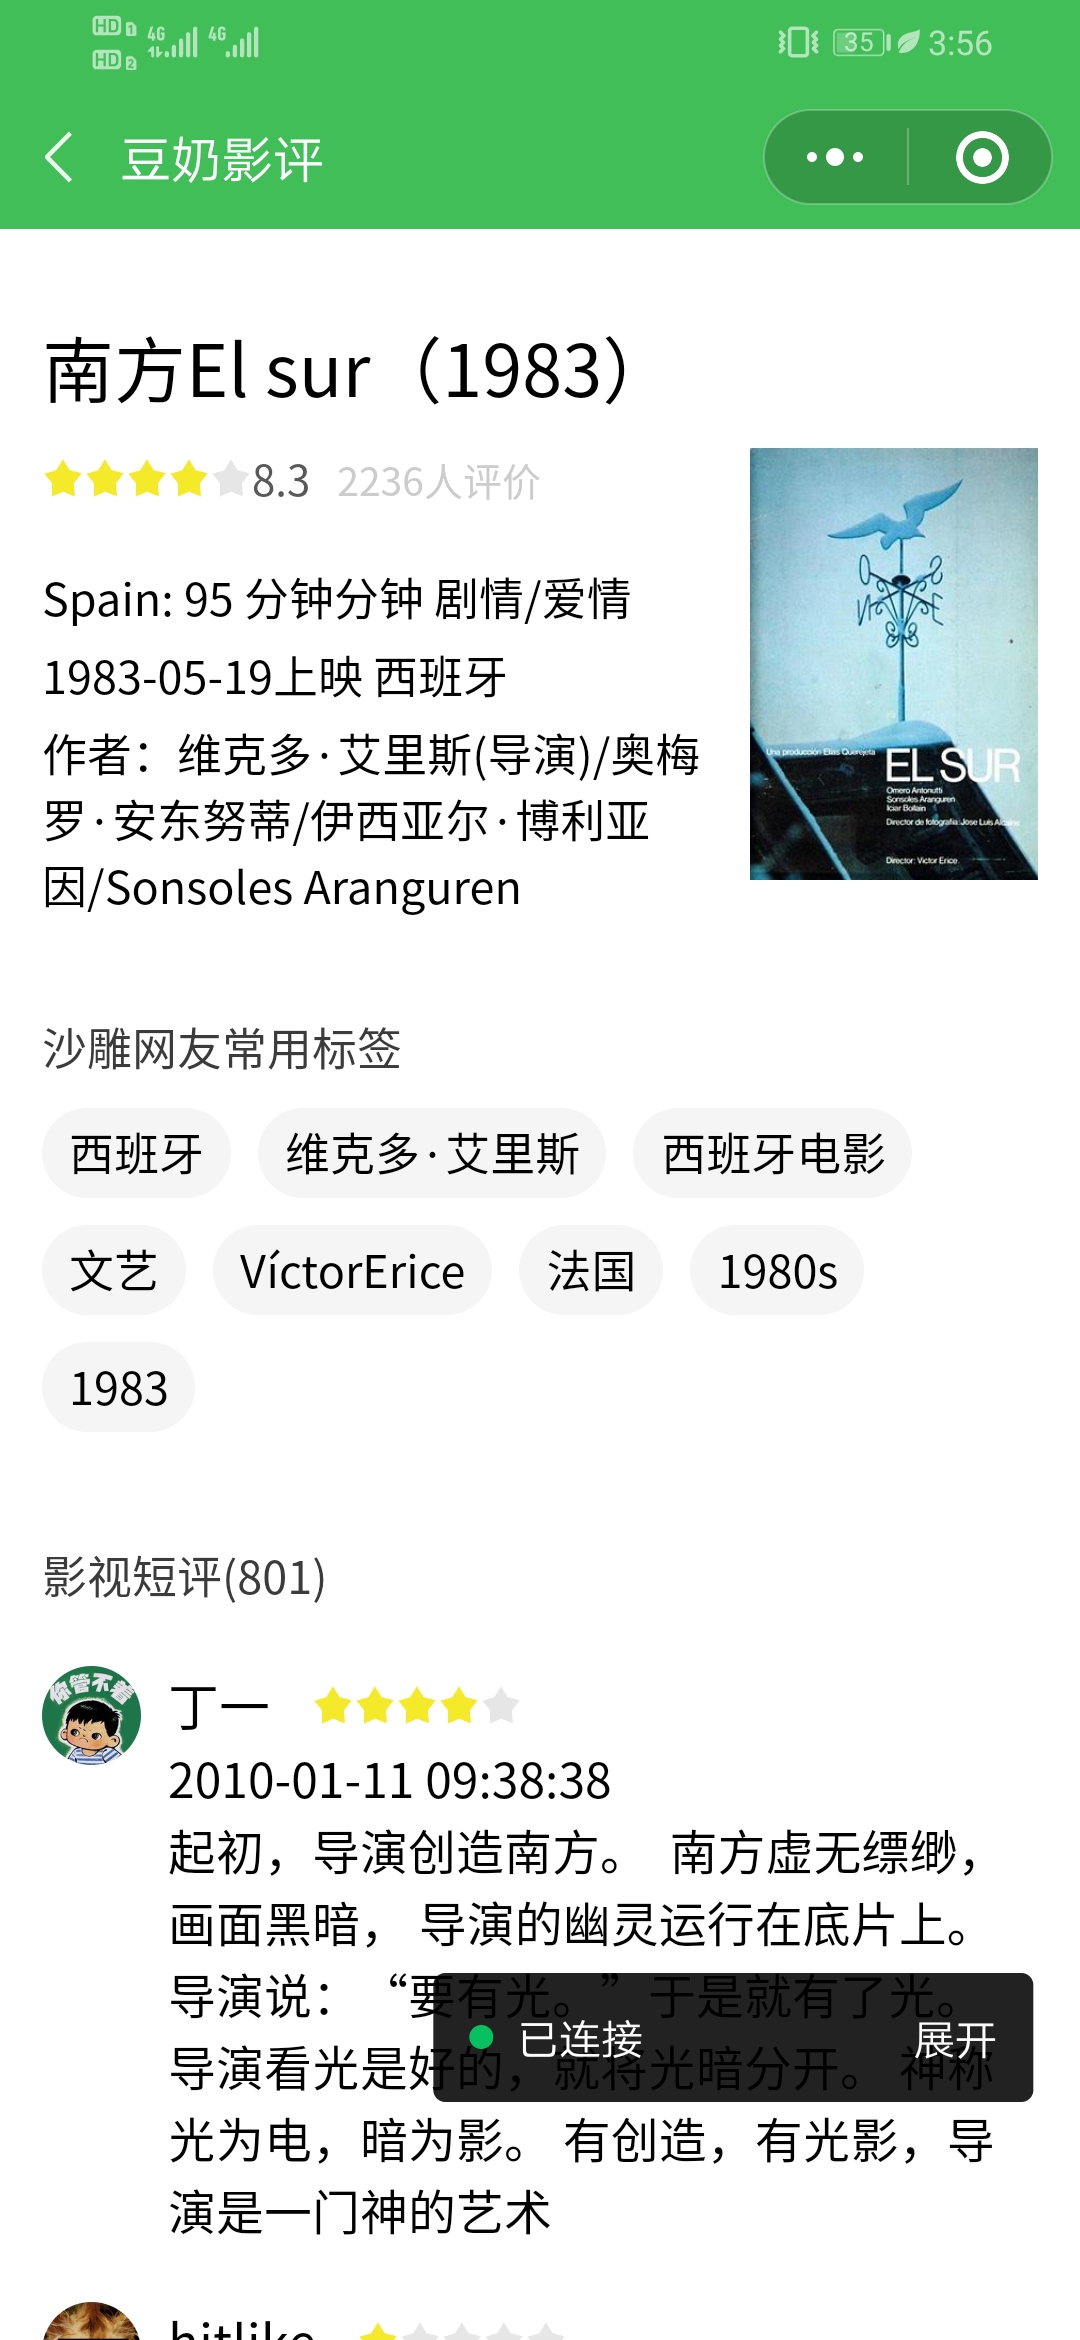 HD 1 4G 4G 35 3:56
HD 2
豆奶影评
南方El sur（1983）
8.3 2236人评价
Spain: 95 分钟分钟 剧情/爱情
1983-05-19上映 西班牙
作者：维克多·艾里斯(导演)/奥梅
罗·安东努蒂/伊西亚尔·博利亚
因/Sonsoles Aranguren
Una producción Elías Querejeta
EL SUR
Omero Antonutti
Sonsoles Aranguren
Iciar Bollain
Director de fotografía: Jose Luis Alcaine
Director: Victor Erice
沙雕网友常用标签
西班牙 维克多·艾里斯 西班牙电影
文艺 VíctorErice 法国 1980s
1983
影视短评(801)
你管不着
丁一
2010-01-11 09:38:38
起初，导演创造南方。 南方虚无缥缈，
画面黑暗， 导演的幽灵运行在底片上。
导演说：“要有光。”于是就有了光。
导演看光是好的，就将光暗分开。 神称
光为电，暗为影。 有创造，有光影，导
演是一门神的艺术
已连接 展开
hitlike